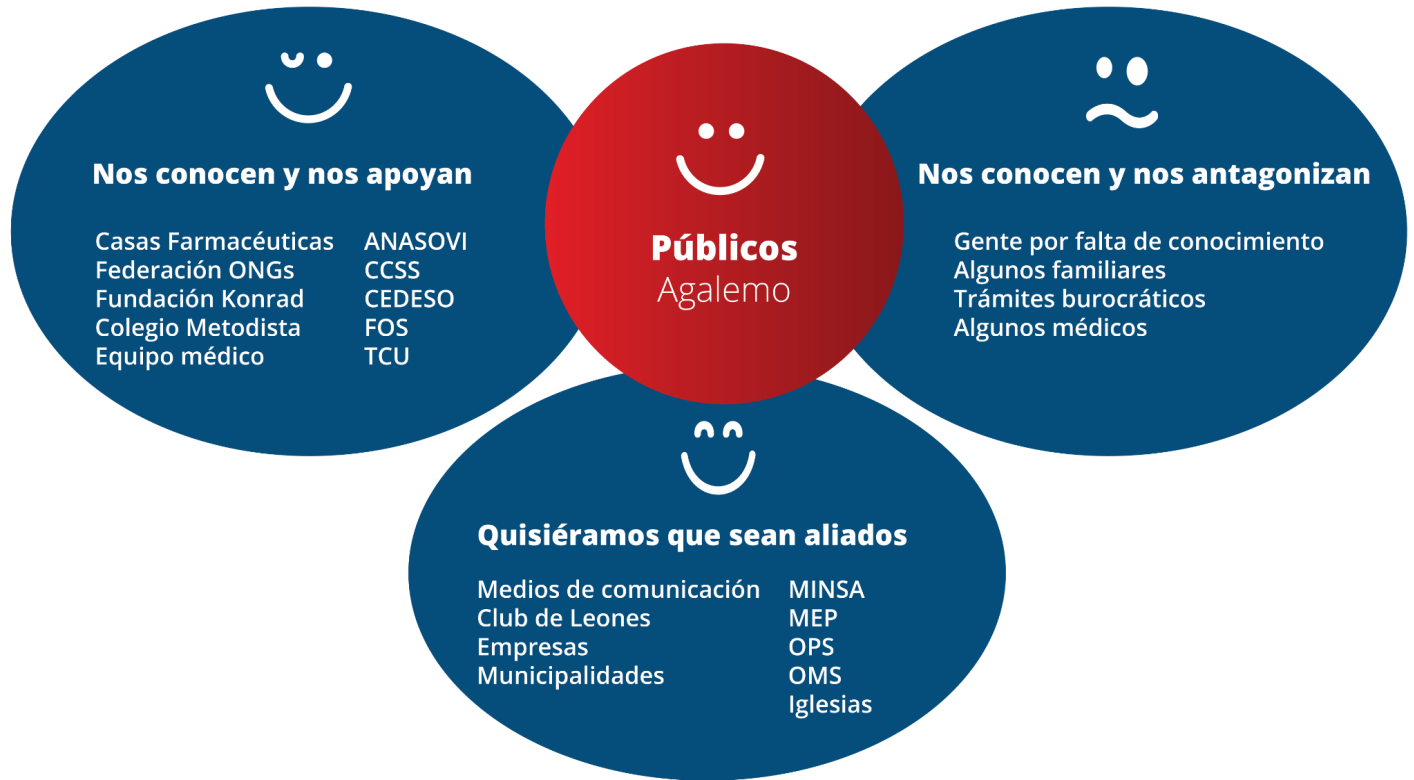 Nos conocen y nos apoyan
Casas Farmacéuticas
Federación ONGs
Fundación Konrad
Colegio Metodista
Equipo médico
ANASOVI
CCSS
CEDESO
FOS
TCU
Públicos
Agalemo
Nos conocen y nos antagonizan
Gente por falta de conocimiento
Algunos familiares
Trámites burocráticos
Algunos médicos
Quisiéramos que sean aliados
Medios de comunicación
Club de Leones
Empresas
Municipalidades
MINSA
MEP
OPS
OMS
Iglesias